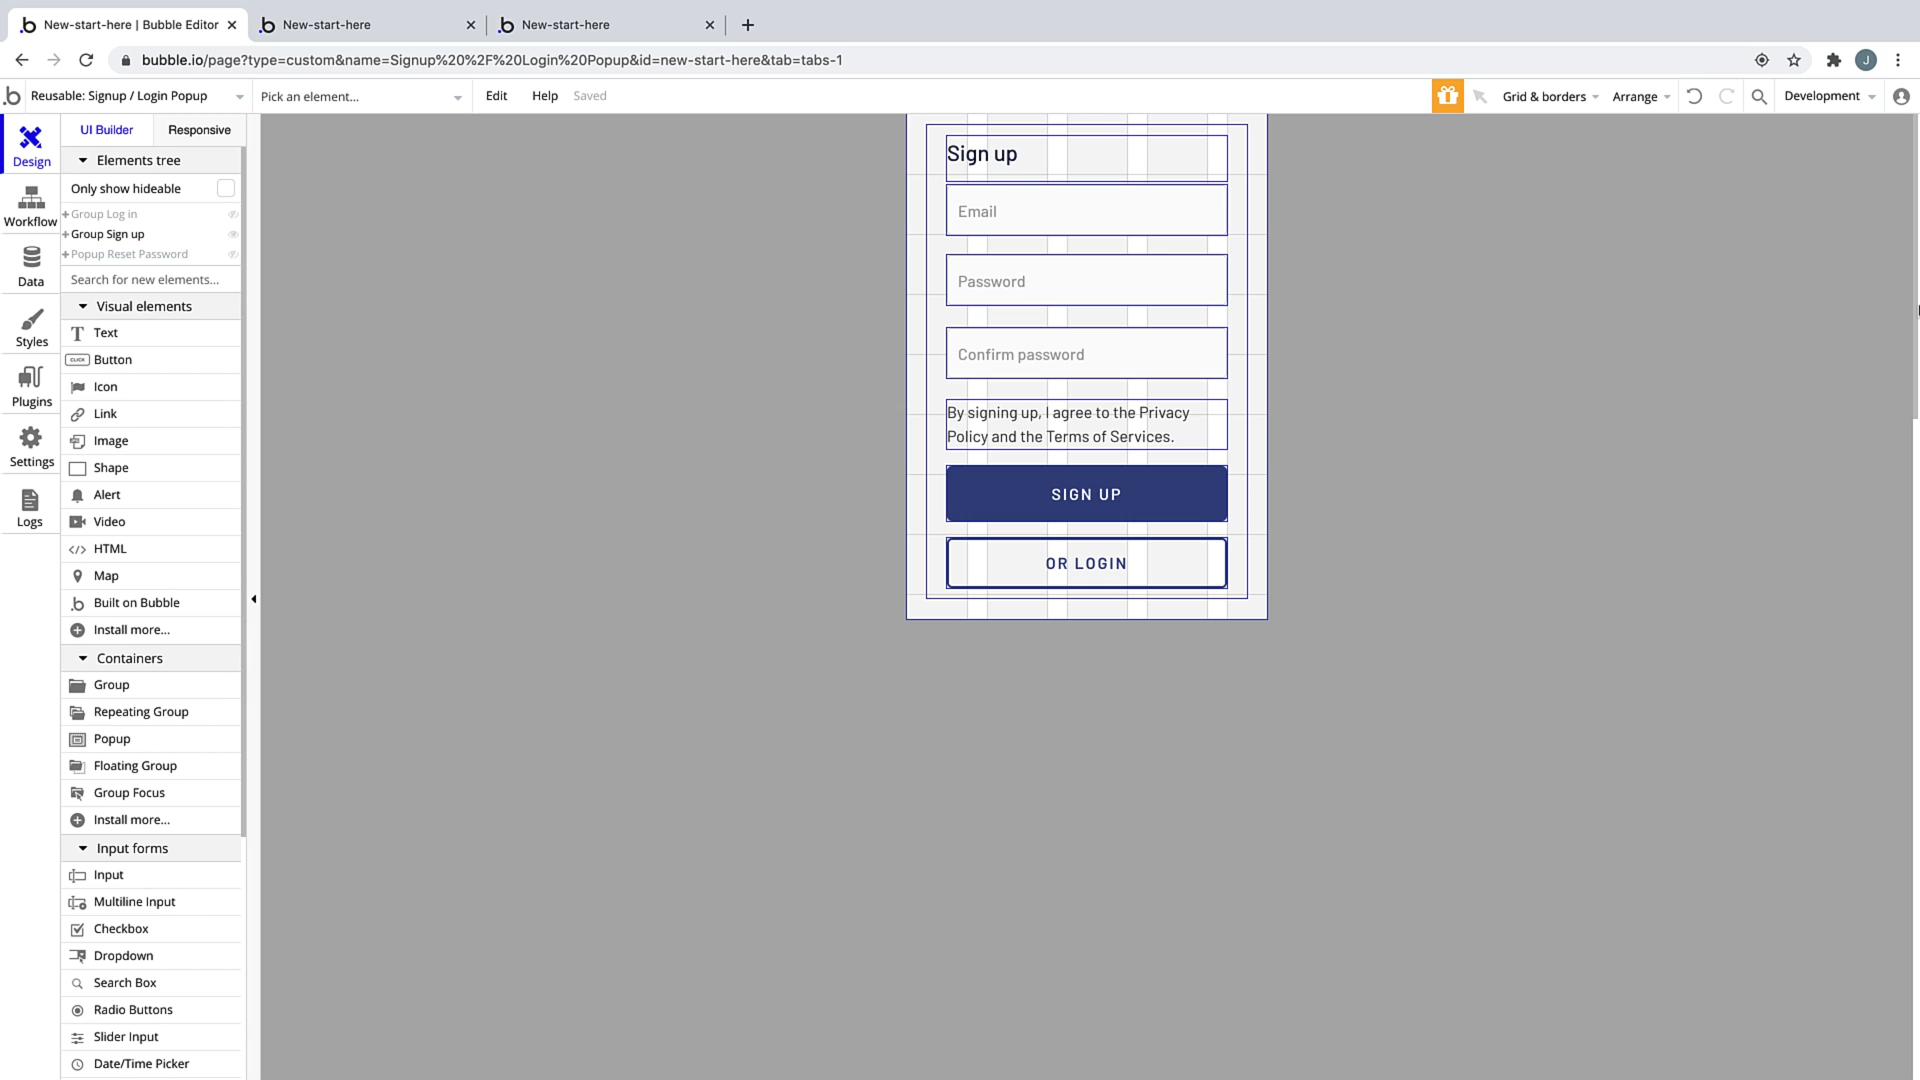 New-start-here | Bubble Editor
New-start-here
New-start-here
bubble.io/page?type=custom&name=Signup%20%2F%20Login%20Popup&id=new-start-here&tab=tabs-1
J
Reusable: Signup / Login Popup
Pick an element...
Edit
Help
Saved
Grid & borders
Arrange
Development
Design
Workflow
Data
Styles
Plugins
Settings
Logs
UI Builder
Responsive
Elements tree
Only show hideable
Group Log in
Group Sign up
Popup Reset Password
Search for new elements...
Visual elements
Text
CLICK Button
Icon
Link
Image
Shape
Alert
Video
HTML
Map
Built on Bubble
Install more...
Containers
Group
Repeating Group
Popup
Floating Group
Group Focus
Install more...
Input forms
Input
Multiline Input
Checkbox
Dropdown
Search Box
Radio Buttons
Slider Input
Date/Time Picker
Sign up
Email
Password
Confirm password
By signing up, I agree to the Privacy
Policy and the Terms of Services.
SIGN UP
OR LOGIN